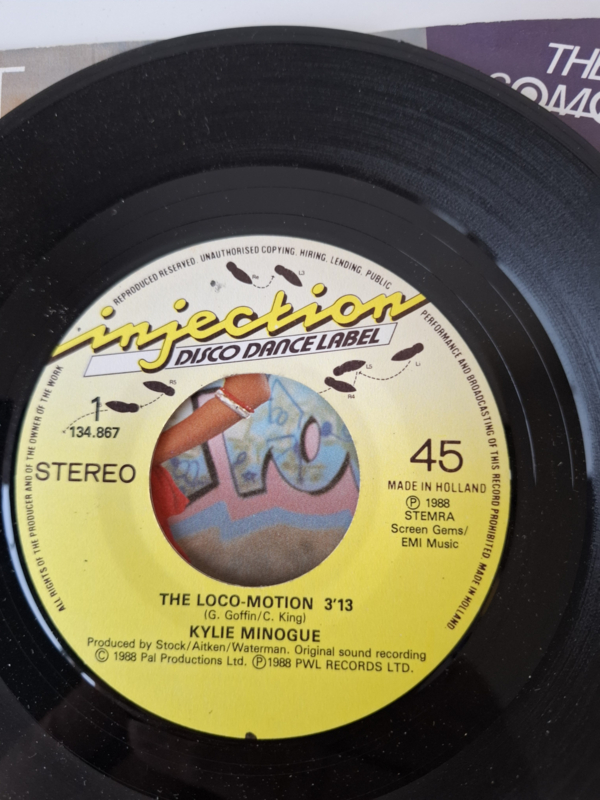 THE
injection
DISCO DANCE LABEL
1
134.867
STEREO
45
MADE IN HOLLAND
Ⓟ 1988
STEMRA
Screen Gems/
EMI Music
THE LOCO-MOTION 3'13
(G. Goffin/C. King)
KYLIE MINOGUE
Produced by Stock/Aitken/Waterman. Original sound recording
© 1988 Pal Productions Ltd. Ⓟ1988 PWL RECORDS LTD.
ALL RIGHTS OF THE PRODUCER AND OF THE OWNER OF THE WORK
REPRODUCED RESERVED. UNAUTHORISED COPYING, HIRING, LENDING, PUBLIC
PERFORMANCE AND BROADCASTING OF THIS RECORD PROHIBITED. MADE IN HOLLAND.